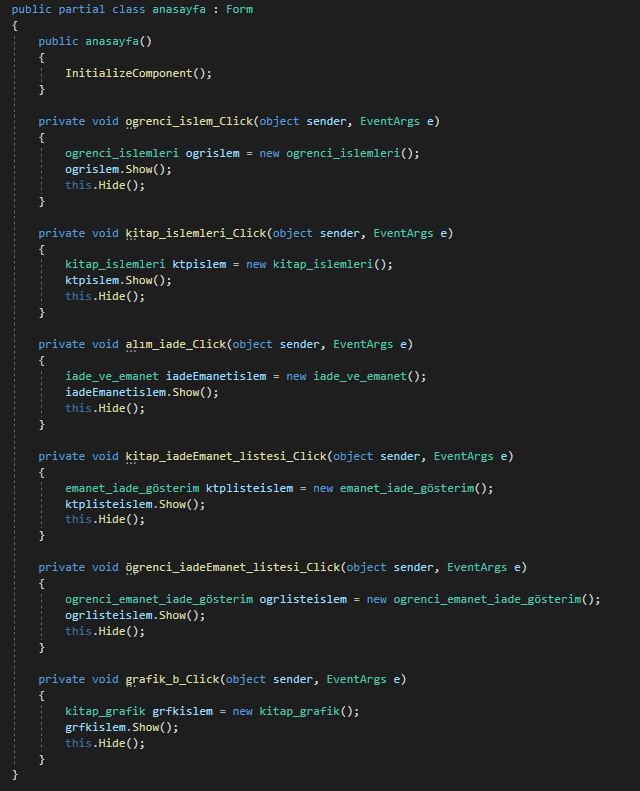 public partial class anasayfa : Form
{
public anasayfa()
{
InitializeComponent();
}
private void ogrenci_islem_Click(object sender, EventArgs e)
{
ogrenci_islemleri ogrislem = new ogrenci_islemleri();
ogrislem.Show();
this.Hide();
}
private void kitap_islemleri_Click(object sender, EventArgs e)
{
kitap_islemleri ktpislem = new kitap_islemleri();
ktpislem.Show();
this.Hide();
}
private void alım_iade_Click(object sender, EventArgs e)
{
iade_ve_emanet iadeEmanetislem = new iade_ve_emanet();
iadeEmanetislem.Show();
this.Hide();
}
private void kitap_iadeEmanet_listesi_Click(object sender, EventArgs e)
{
emanet_iade_gösterim ktplisteislem = new emanet_iade_gösterim();
ktplisteislem.Show();
this.Hide();
}
private void ögrenci_iadeEmanet_listesi_Click(object sender, EventArgs e)
{
ogrenci_emanet_iade_gösterim ogrlisteislem = new ogrenci_emanet_iade_gösterim();
ogrlisteislem.Show();
this.Hide();
}
private void grafik_b_Click(object sender, EventArgs e)
{
kitap_grafik grfkislem = new kitap_grafik();
grfkislem.Show();
this.Hide();
}
}